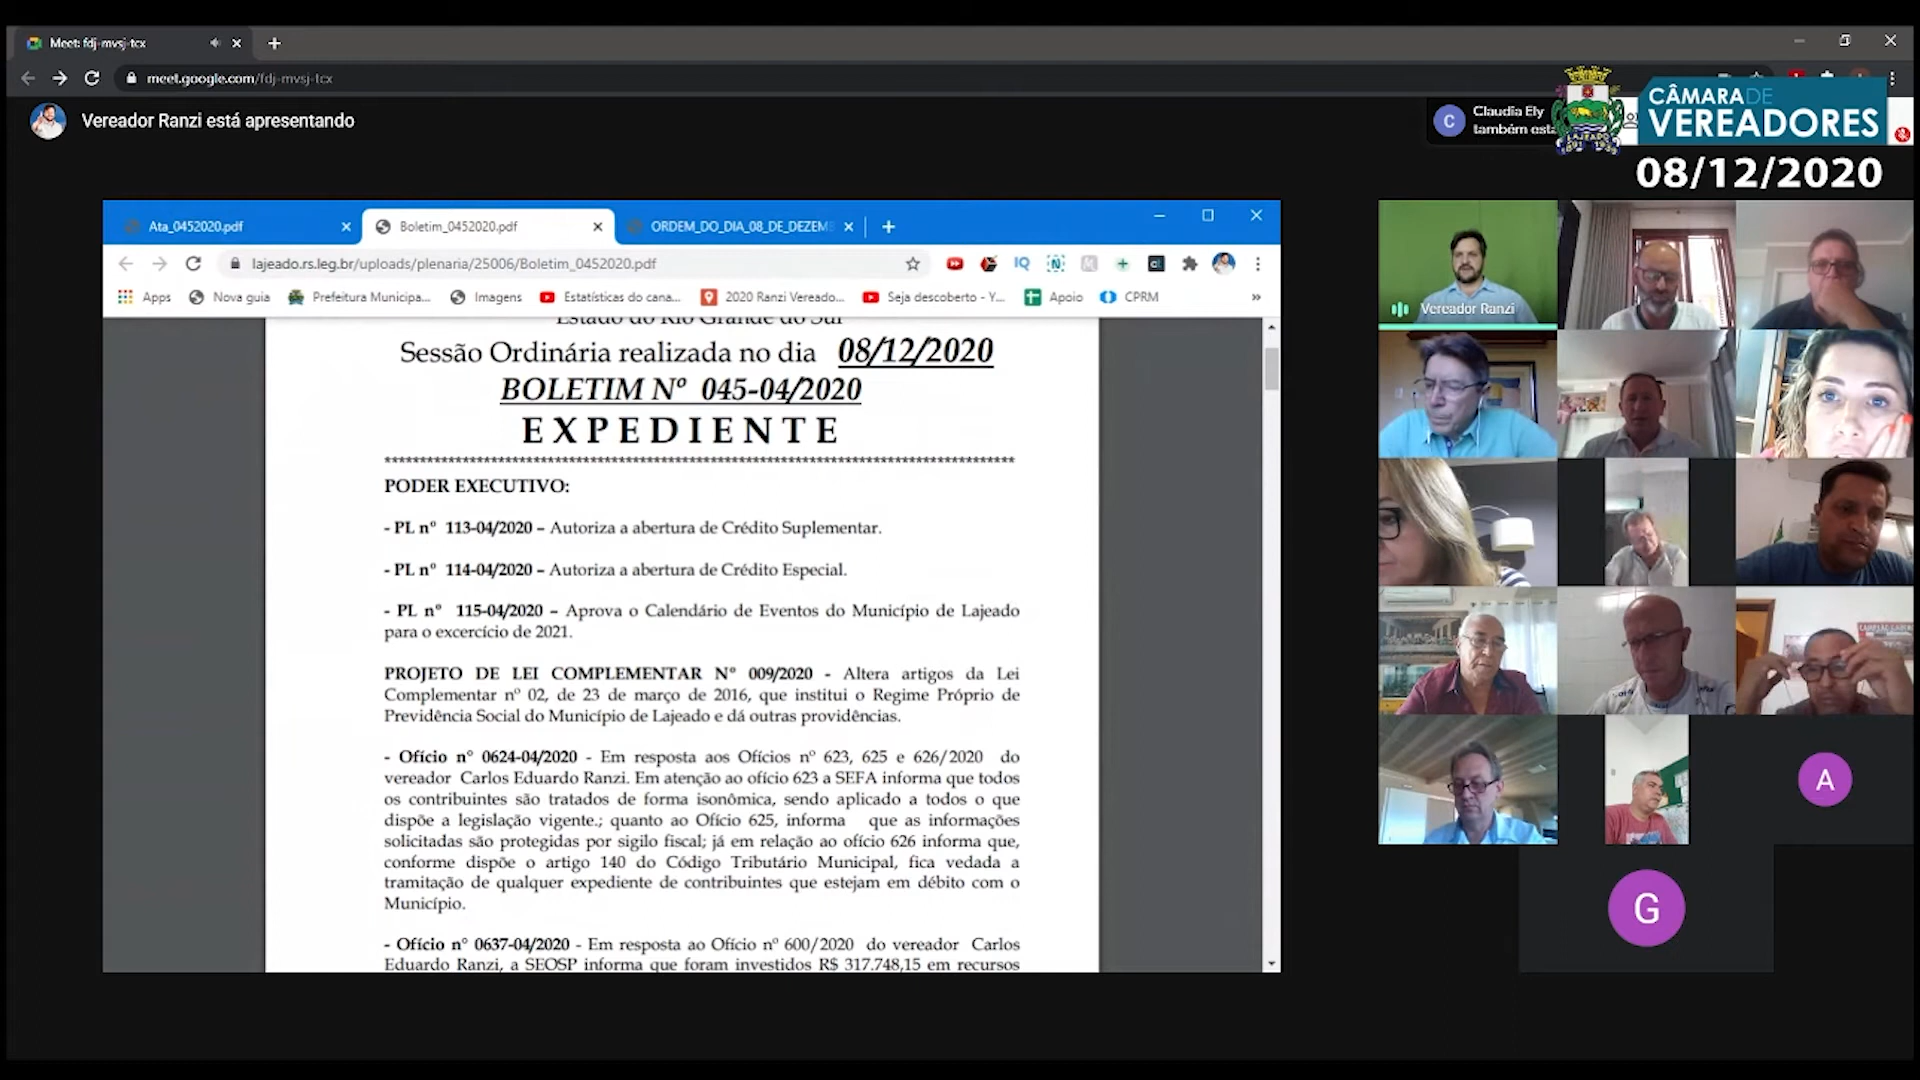 Meet: fdj-mvsj-tcx
meet.google.com/fdj-mvsj-tcx
Vereador Ranzi está apresentando
C
Claudia Ely
também está
LAJEADO
CÂMARA DE
VEREADORES
08/12/2020
Ata_0452020.pdf
Boletim_0452020.pdf
ORDEM_DO_DIA_08_DE_DEZEM
lajeado.rs.leg.br/uploads/plenaria/25006/Boletim_0452020.pdf
Apps
Nova guia
Prefeitura Municipa...
Imagens
Estatísticas do cana...
2020 Ranzi Vereado...
Seja descoberto - Y...
Apoio
CPRM
Estado do Rio Grande do Sul
Sessão Ordinária realizada no dia 08/12/2020
BOLETIM Nº 045-04/2020
EXPEDIENTE
PODER EXECUTIVO:
- PL nº 113-04/2020 – Autoriza a abertura de Crédito Suplementar.
- PL nº 114-04/2020 – Autoriza a abertura de Crédito Especial.
- PL nº 115-04/2020 – Aprova o Calendário de Eventos do Município de Lajeado
para o excercício de 2021.
PROJETO DE LEI COMPLEMENTAR Nº 009/2020 - Altera artigos da Lei
Complementar nº 02, de 23 de março de 2016, que institui o Regime Próprio de
Previdência Social do Município de Lajeado e dá outras providências.
- Ofício nº 0624-04/2020 - Em resposta aos Ofícios nº 623, 625 e 626/2020 do
vereador Carlos Eduardo Ranzi. Em atenção ao ofício 623 a SEFA informa que todos
os contribuintes são tratados de forma isonômica, sendo aplicado a todos o que
dispõe a legislação vigente.; quanto ao Ofício 625, informa que as informações
solicitadas são protegidas por sigilo fiscal; já em relação ao ofício 626 informa que,
conforme dispõe o artigo 140 do Código Tributário Municipal, fica vedada a
tramitação de qualquer expediente de contribuintes que estejam em débito com o
Município.
- Ofício nº 0637-04/2020 - Em resposta ao Ofício nº 600/2020 do vereador Carlos
Eduardo Ranzi, a SEOSP informa que foram investidos R$ 317.748,15 em recursos
Vereador Ranzi
A
G